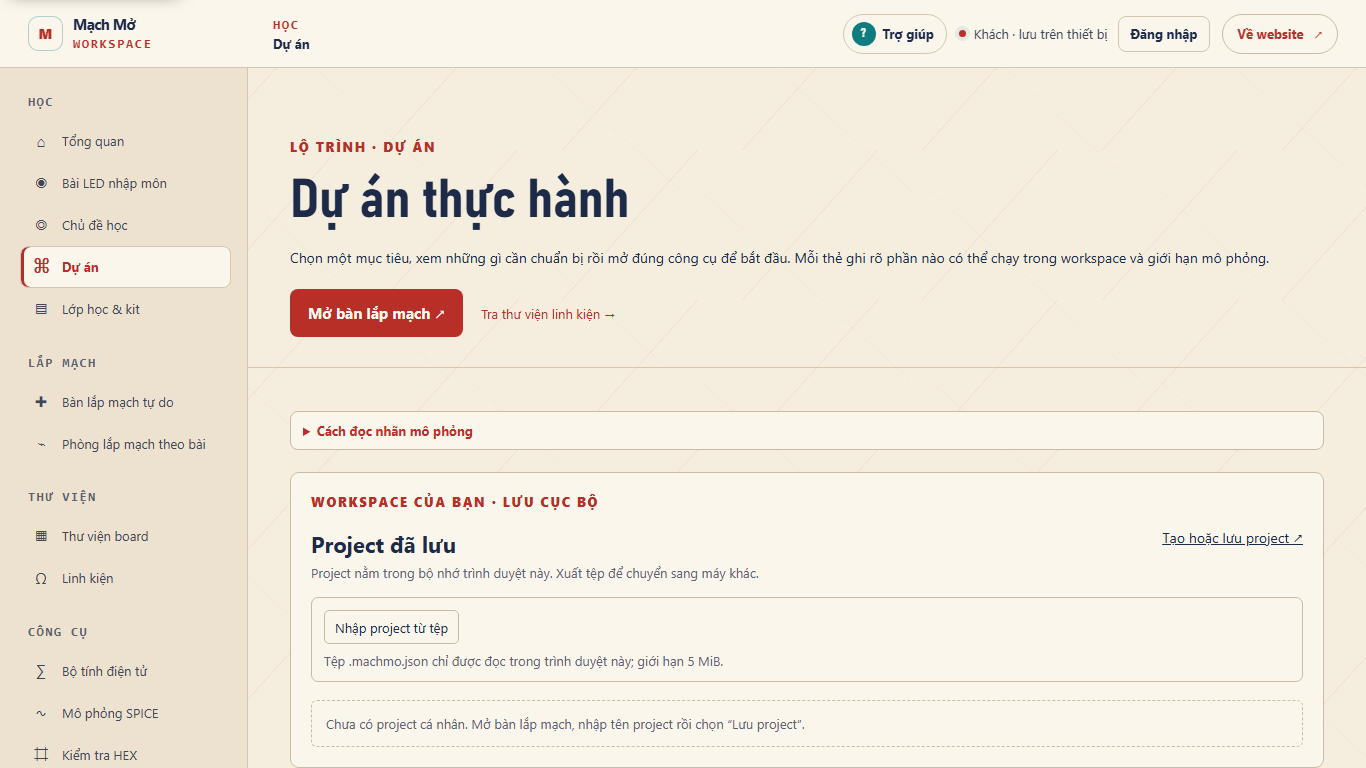 M
Mạch Mở
WORKSPACE
HỌC
Dự án
? Trợ giúp
Khách · lưu trên thiết bị
Đăng nhập
Về website ↗
HỌC
Tổng quan
Bài LED nhập môn
Chủ đề học
Dự án
Lớp học & kit
LẮP MẠCH
Bàn lắp mạch tự do
Phòng lắp mạch theo bài
THƯ VIỆN
Thư viện board
Linh kiện
CÔNG CỤ
Bộ tính điện tử
Mô phỏng SPICE
Kiểm tra HEX
LỘ TRÌNH · DỰ ÁN
Dự án thực hành
Chọn một mục tiêu, xem những gì cần chuẩn bị rồi mở đúng công cụ để bắt đầu. Mỗi thẻ ghi rõ phần nào có thể chạy trong workspace và giới hạn mô phỏng.
Mở bàn lắp mạch ↗
Tra thư viện linh kiện →
Cách đọc nhãn mô phỏng
WORKSPACE CỦA BẠN · LƯU CỤC BỘ
Project đã lưu
Tạo hoặc lưu project ↗
Project nằm trong bộ nhớ trình duyệt này. Xuất tệp để chuyển sang máy khác.
Nhập project từ tệp
Tệp .machmo.json chỉ được đọc trong trình duyệt này; giới hạn 5 MiB.
Chưa có project cá nhân. Mở bàn lắp mạch, nhập tên project rồi chọn “Lưu project”.